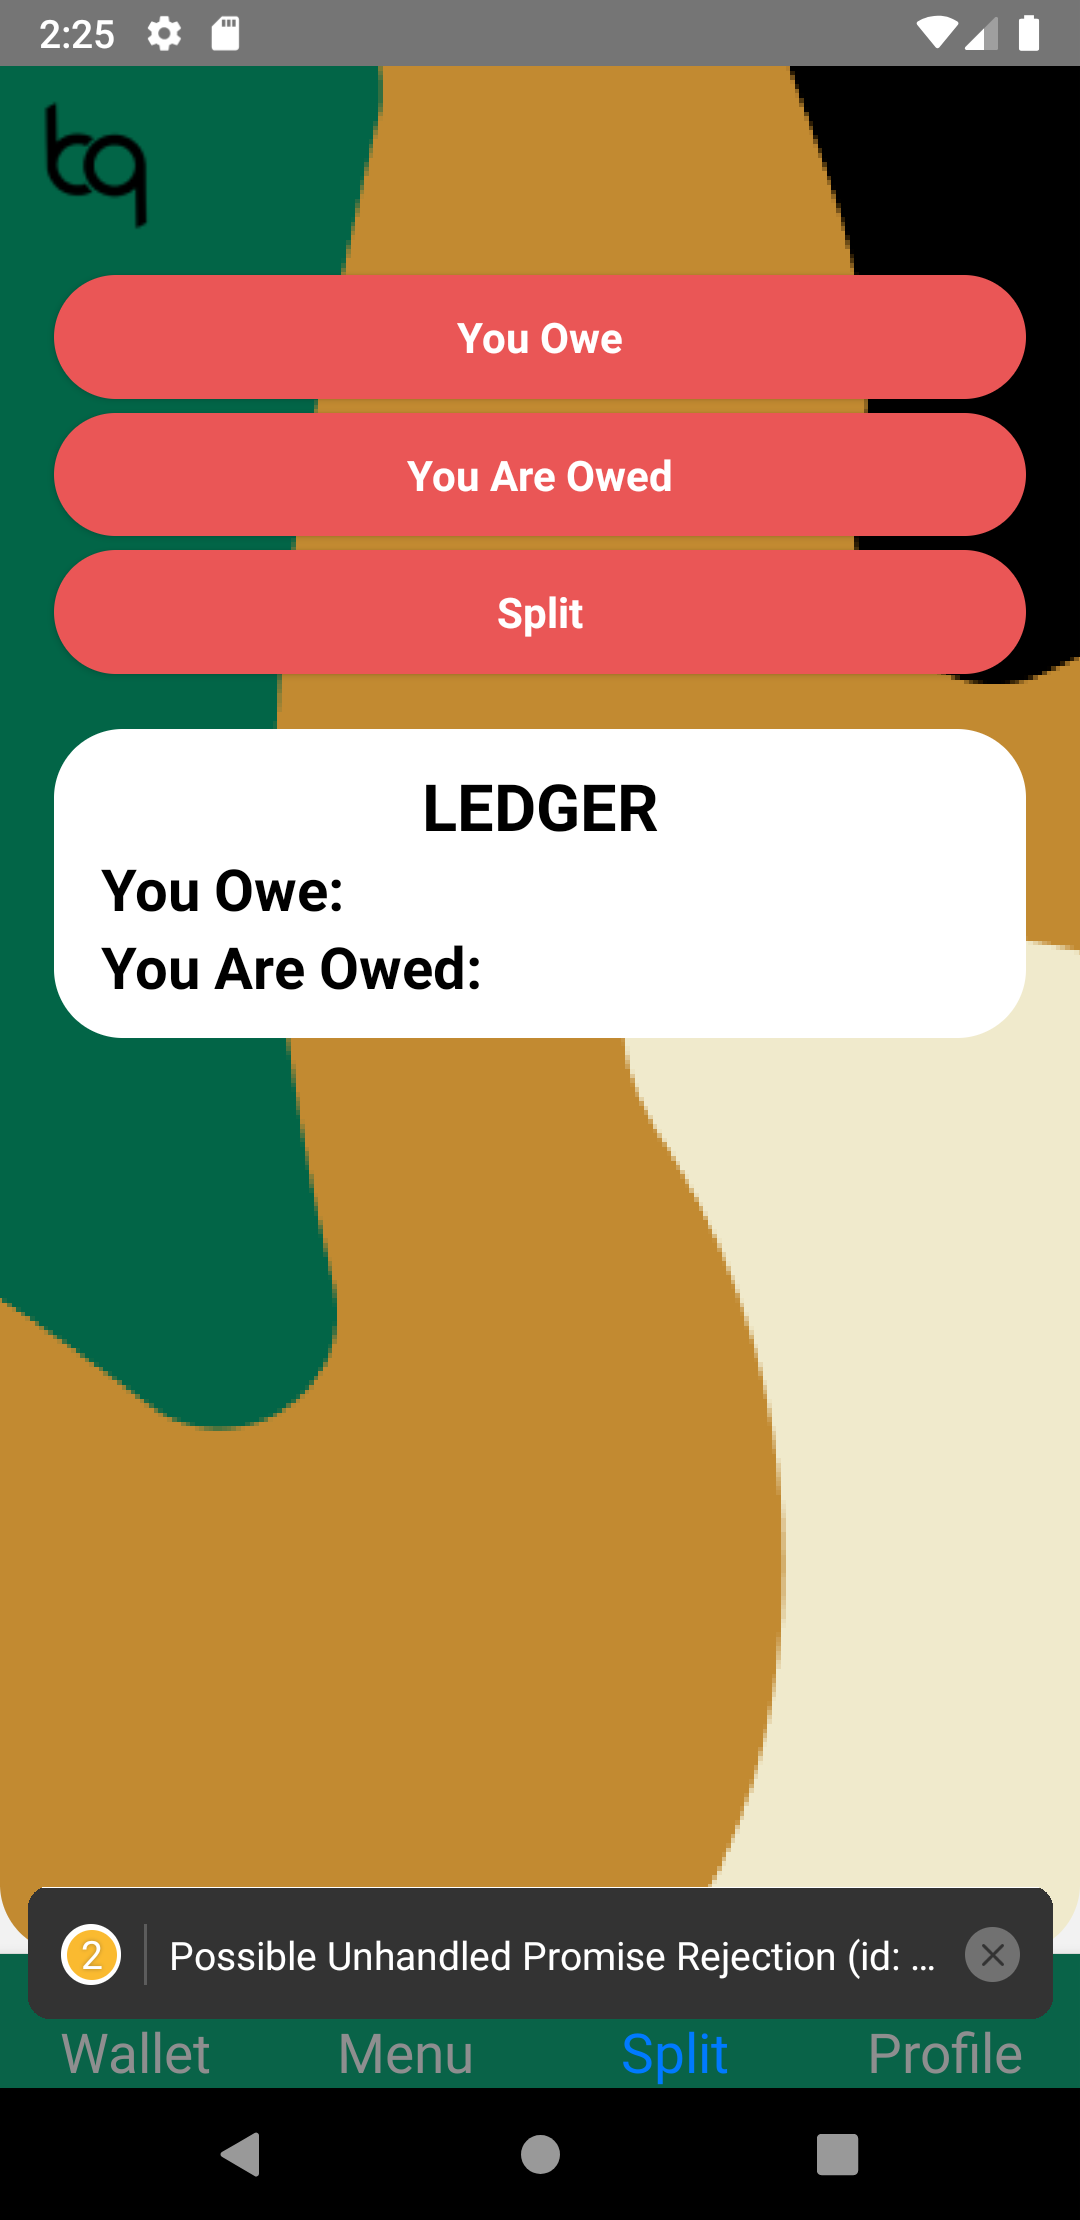 2:25
tq
You Owe
You Are Owed
Split
LEDGER
You Owe:
You Are Owed:
2 Possible Unhandled Promise Rejection (id: …
Wallet Menu Split Profile